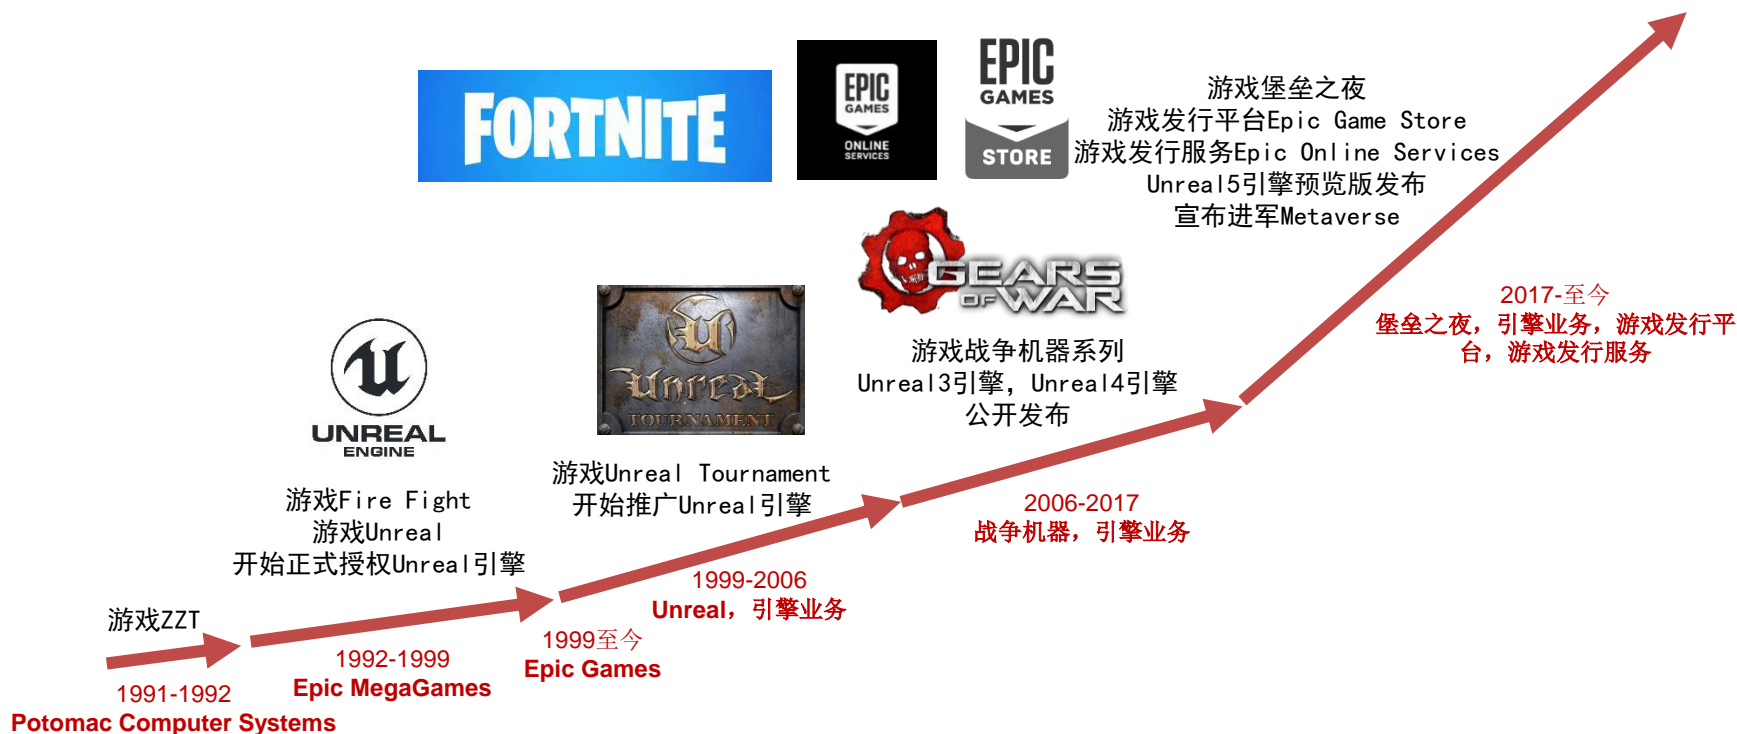 FORTNITE
EPIC
GAMES
ONLINE
SERVICES
EPIC
GAMES
STORE
游戏堡垒之夜
游戏发行平台Epic Game Store
游戏发行服务Epic Online Services
Unreal5引擎预览版发布
宣布进军Metaverse
GEARS
OF WAR
游戏战争机器系列
Unreal3引擎，Unreal4引擎
公开发布
2017-至今
堡垒之夜，引擎业务，游戏发行平
台，游戏发行服务
UNREAL
ENGINE
Unreal
TOURNAMENT
游戏Fire Fight
游戏Unreal
开始正式授权Unreal引擎
游戏Unreal Tournament
开始推广Unreal引擎
2006-2017
战争机器，引擎业务
1999-2006
Unreal，引擎业务
游戏ZZT
1999至今
Epic Games
1992-1999
Epic MegaGames
1991-1992
Potomac Computer Systems